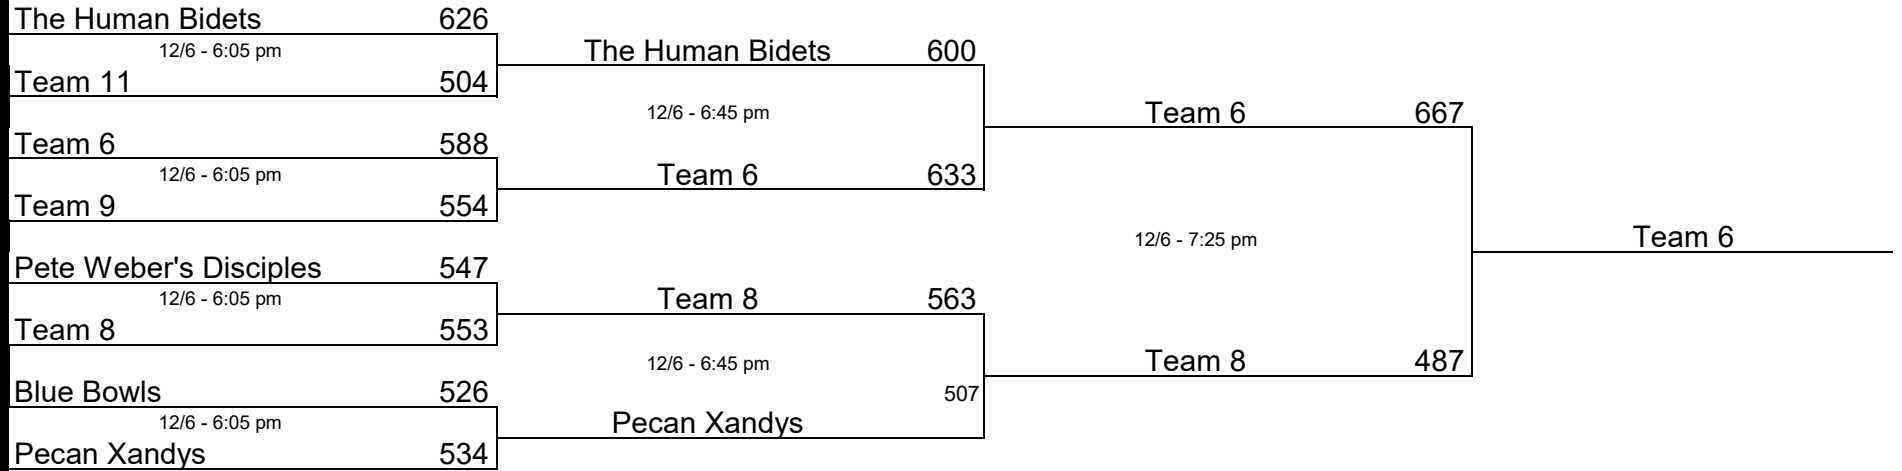 The Human Bidets 626
12/6 - 6:05 pm
Team 11 504
Team 6 588
12/6 - 6:05 pm
Team 9 554
Pete Weber's Disciples 547
12/6 - 6:05 pm
Team 8 553
Blue Bowls 526
12/6 - 6:05 pm
Pecan Xandys 534
The Human Bidets 600
12/6 - 6:45 pm
Team 6 633
Team 8 563
12/6 - 6:45 pm
507
Pecan Xandys
Team 6 667
12/6 - 7:25 pm
Team 8 487
Team 6